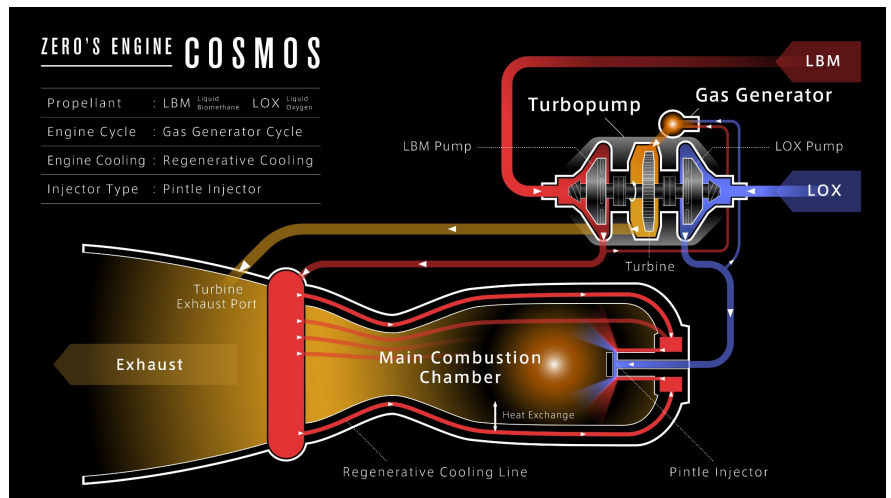 ZERO'S ENGINE COSMOS
Propellant : LBM Liquid Biomethane LOX Liquid Oxygen
Engine Cycle : Gas Generator Cycle
Engine Cooling : Regenerative Cooling
Injector Type : Pintle Injector
LBM
Gas Generator
Turbopump
LBM Pump
LOX Pump
LOX
Turbine
Turbine
Exhaust Port
Exhaust
Main Combustion
Chamber
Heat Exchange
Regenerative Cooling Line
Pintle Injector